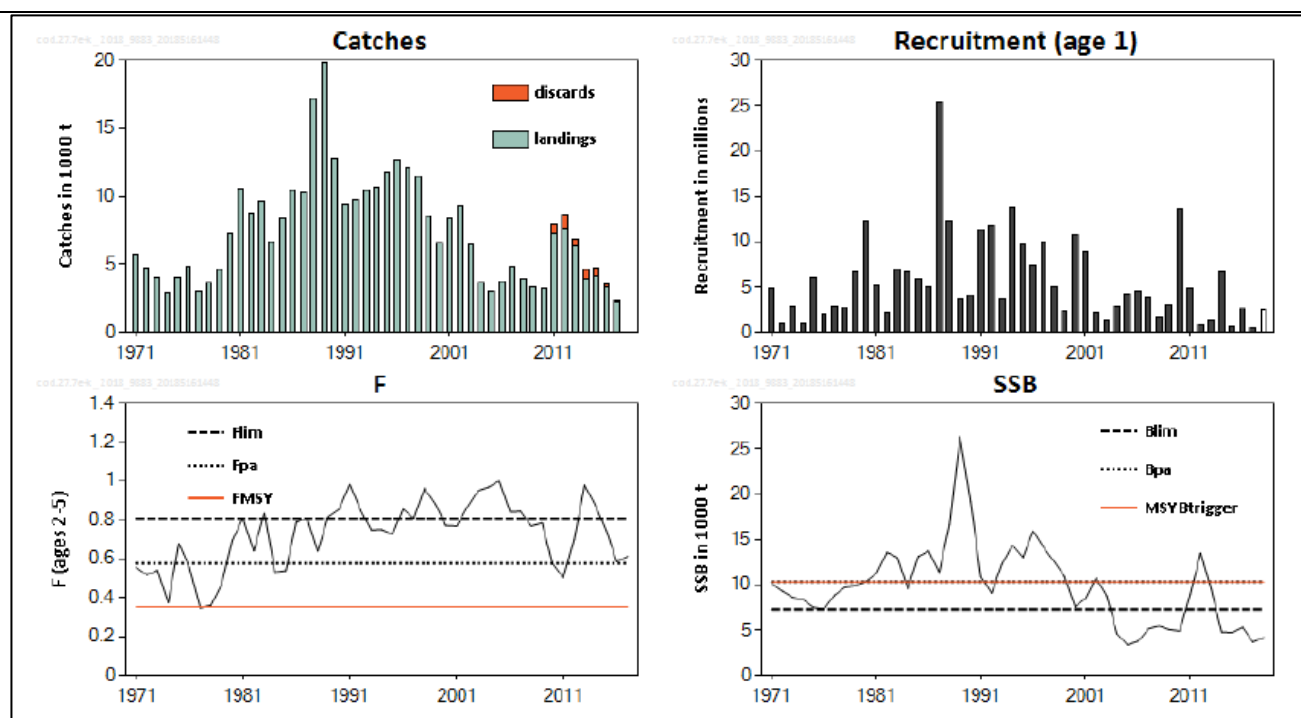 Catches
Catches in 1000 t
20
15
10
5
0
discards
landings
1971 1981 1991 2001 2011
Recruitment (age 1)
Recruitment in millions
30
25
20
15
10
5
0
1971 1981 1991 2001 2011
F
F (ages 2-5)
1.4
1.2
1
0.8
0.6
0.4
0.2
0
Flim
Fpa
FMSY
1971 1981 1991 2001 2011
SSB
SSB in 1000 t
30
25
20
15
10
5
0
Blim
Bpa
MSYBtrigger
1971 1981 1991 2001 2011